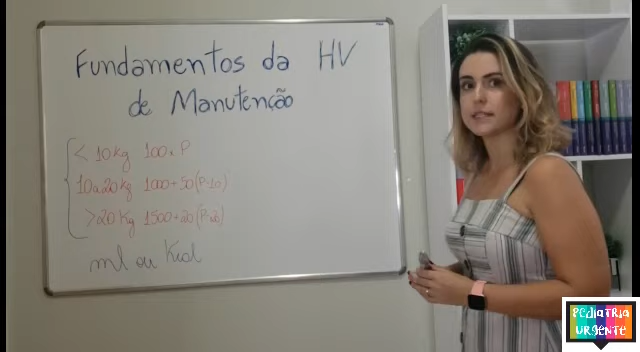 Fundamentos da HV
de Manutenção
< 10kg 100 x P
10 a 20kg 1000 + 50 (P-10)
> 20 Kg 1500 + 20 (P-20)
ml ou Kcal
PEDIATRIA
URGENTE